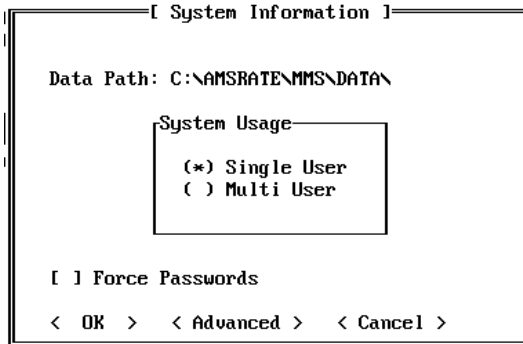 [ System Information ]
Data Path: C:\AMSRATE\MMS\DATA\
System Usage
(*) Single User
( ) Multi User
[ ] Force Passwords
< OK > < Advanced > < Cancel >